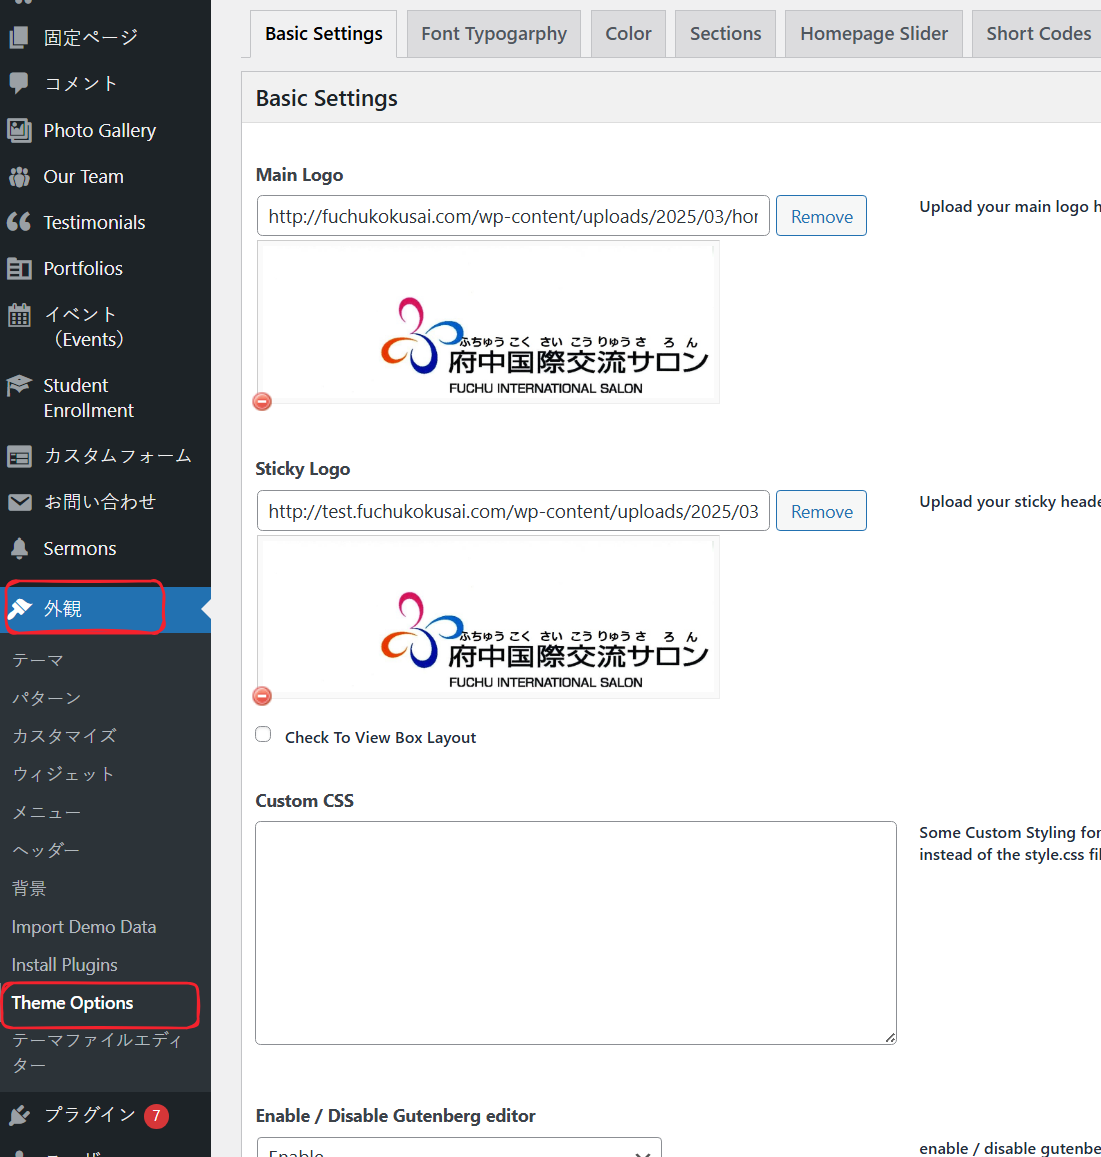 固定ページ
コメント
Photo Gallery
Our Team
Testimonials
Portfolios
イベント
（Events）
Student
Enrollment
カスタムフォーム
お問い合わせ
Sermons
外観
テーマ
パターン
カスタマイズ
ウィジェット
メニュー
ヘッダー
背景
Import Demo Data
Install Plugins
Theme Options
テーマファイルエディ
ター
プラグイン 7
Basic Settings
Font Typogarphy
Color
Sections
Homepage Slider
Short Codes
Basic Settings
Main Logo
http://fuchukokusai.com/wp-content/uploads/2025/03/hor
Remove
Upload your main logo h
ふちゅう こく さい こう りゅう さ ろ ん
府中国際交流サロン
FUCHU INTERNATIONAL SALON
Sticky Logo
http://test.fuchukokusai.com/wp-content/uploads/2025/03
Remove
Upload your sticky heade
ふちゅう こく さい こう りゅう さ ろ ん
府中国際交流サロン
FUCHU INTERNATIONAL SALON
Check To View Box Layout
Custom CSS
Some Custom Styling for
instead of the style.css fil
Enable / Disable Gutenberg editor
Enable
enable / disable gutenbe